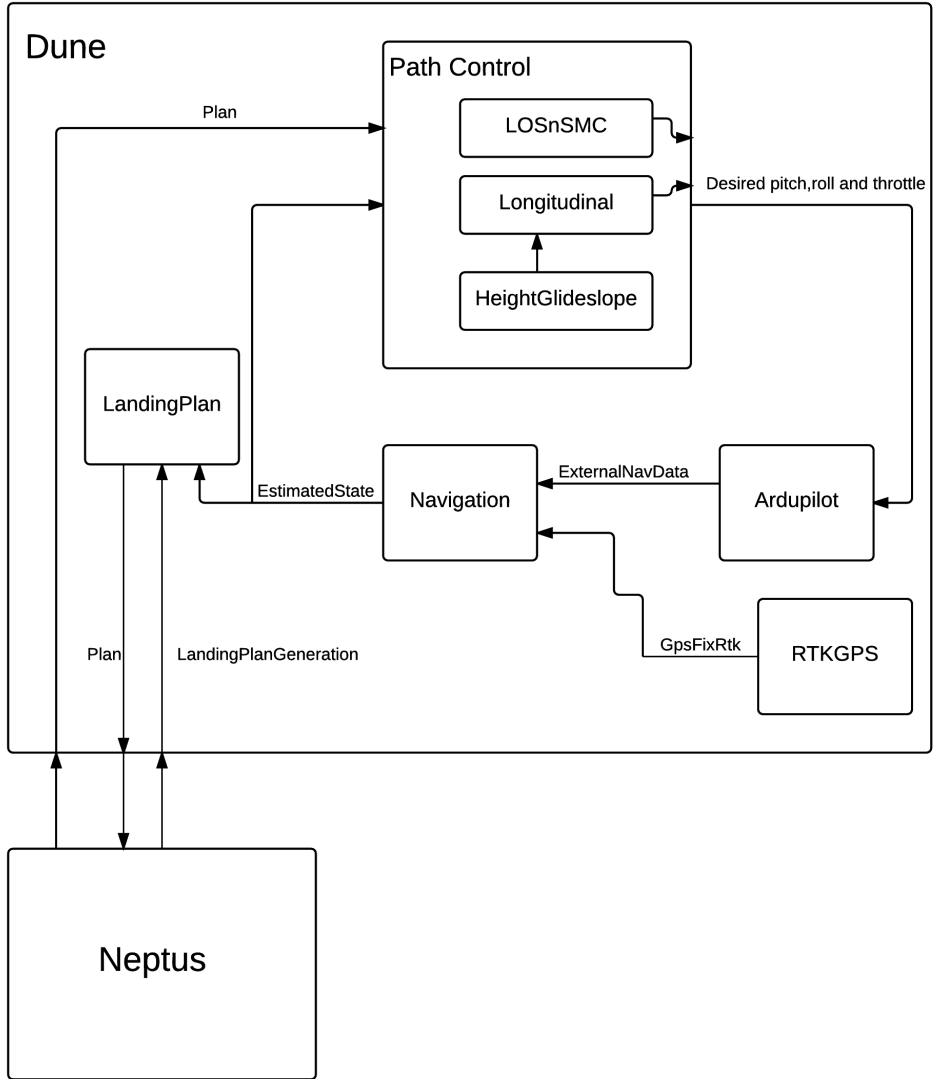 Dune
Path Control
Plan
LOSnSMC
Desired pitch,roll and throttle
Longitudinal
HeightGlideslope
LandingPlan
EstimatedState
Navigation
ExternalNavData
Ardupilot
Plan
LandingPlanGeneration
GpsFixRtk
RTKGPS
Neptus